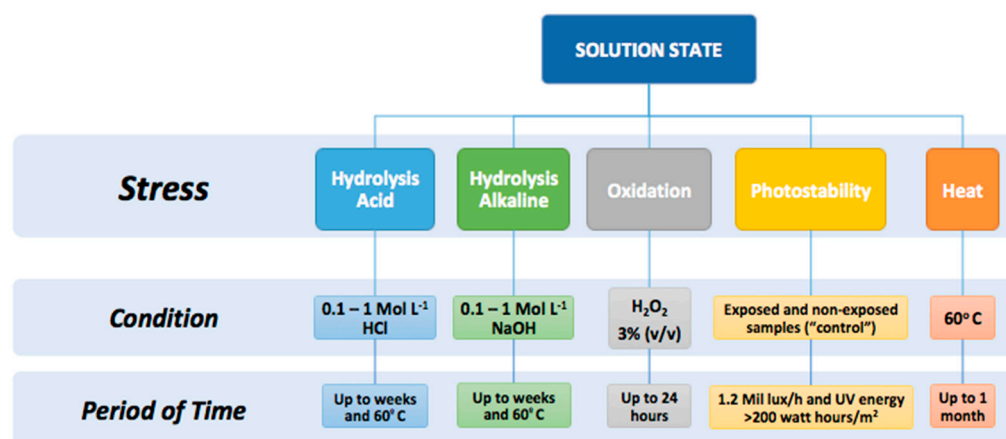 SOLUTION STATE
Stress
Hydrolysis
Acid
Hydrolysis
Alkaline
Oxidation
Photostability
Heat
Condition
0.1 – 1 Mol L⁻¹
HCl
0.1 – 1 Mol L⁻¹
NaOH
H₂O₂
3% (v/v)
Exposed and non-exposed
samples (“control”)
60° C
Period of Time
Up to weeks
and 60° C
Up to weeks
and 60° C
Up to 24
hours
1.2 Mil lux/h and UV energy
>200 watt hours/m²
Up to 1
month